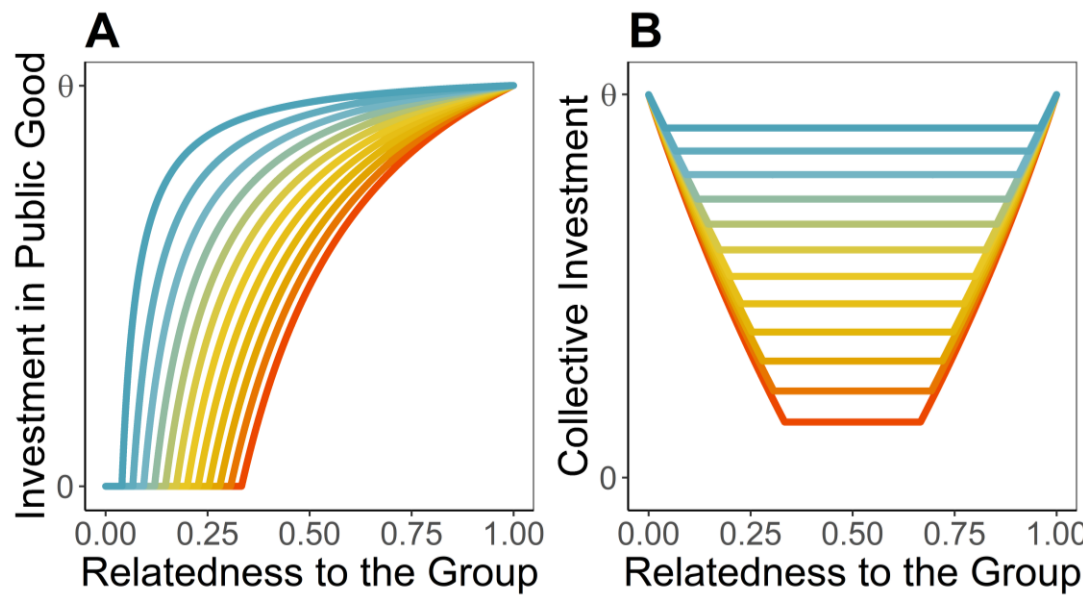 A
Investment in Public Good
θ
0
0.00 0.25 0.50 0.75 1.00
Relatedness to the Group
B
Collective Investment
θ
0
0.00 0.25 0.50 0.75 1.00
Relatedness to the Group